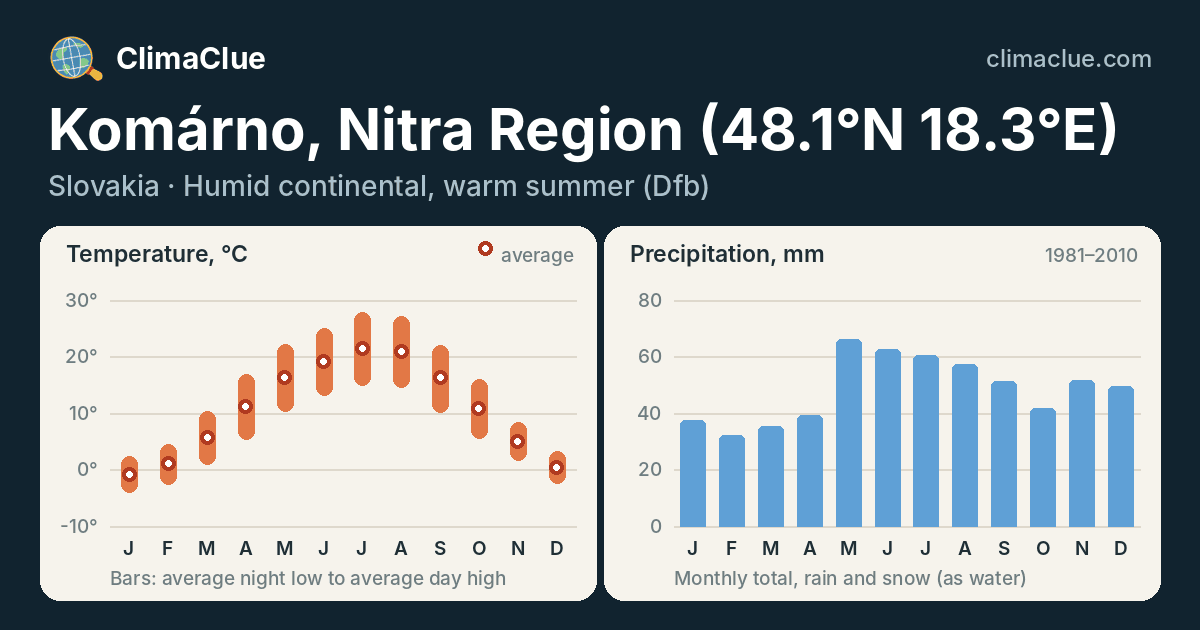 ClimaClue
climaclue.com
Komárno, Nitra Region (48.1°N 18.3°E)
Slovakia · Humid continental, warm summer (Dfb)
Temperature, °C
average
30°
20°
10°
0°
-10°
J F M A M J J A S O N D
Bars: average night low to average day high
Precipitation, mm
1981–2010
80
60
40
20
0
J F M A M J J A S O N D
Monthly total, rain and snow (as water)